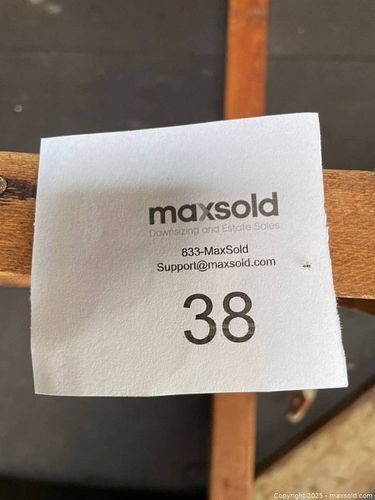 maxsold
Downsizing and Estate Sales
833-MaxSold
Support@maxsold.com
38
Copyright 2025 - maxsold.com